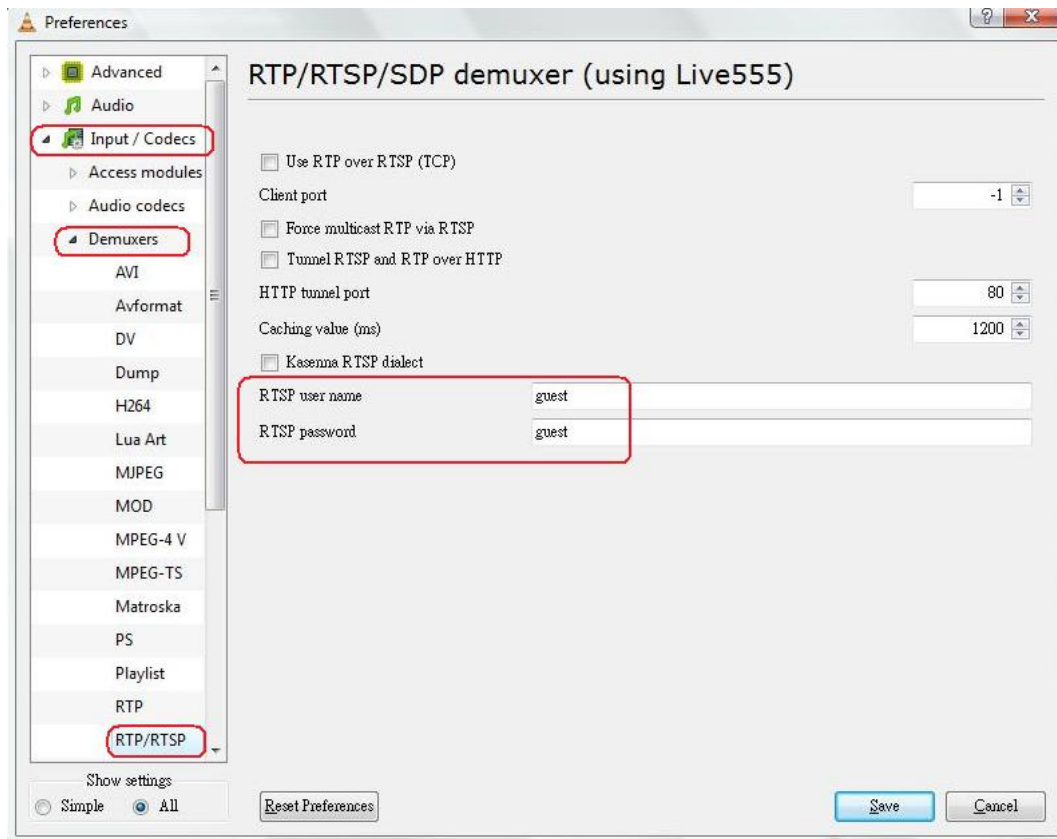 Preferences
Advanced
Audio
Input / Codecs
Access modules
Audio codecs
Demuxers
AVI
Avformat
DV
Dump
H264
Lua Art
MJPEG
MOD
MPEG-4 V
MPEG-TS
Matroska
PS
Playlist
RTP
RTP/RTSP
Show settings
Simple All
RTP/RTSP/SDP demuxer (using Live555)
Use RTP over RTSP (TCP)
Client port -1
Force multicast RTP via RTSP
Tunnel RTSP and RTP over HTTP
HTTP tunnel port 80
Caching value (ms) 1200
Kasenna RTSP dialect
RTSP user name guest
RTSP password guest
Reset Preferences Save Cancel